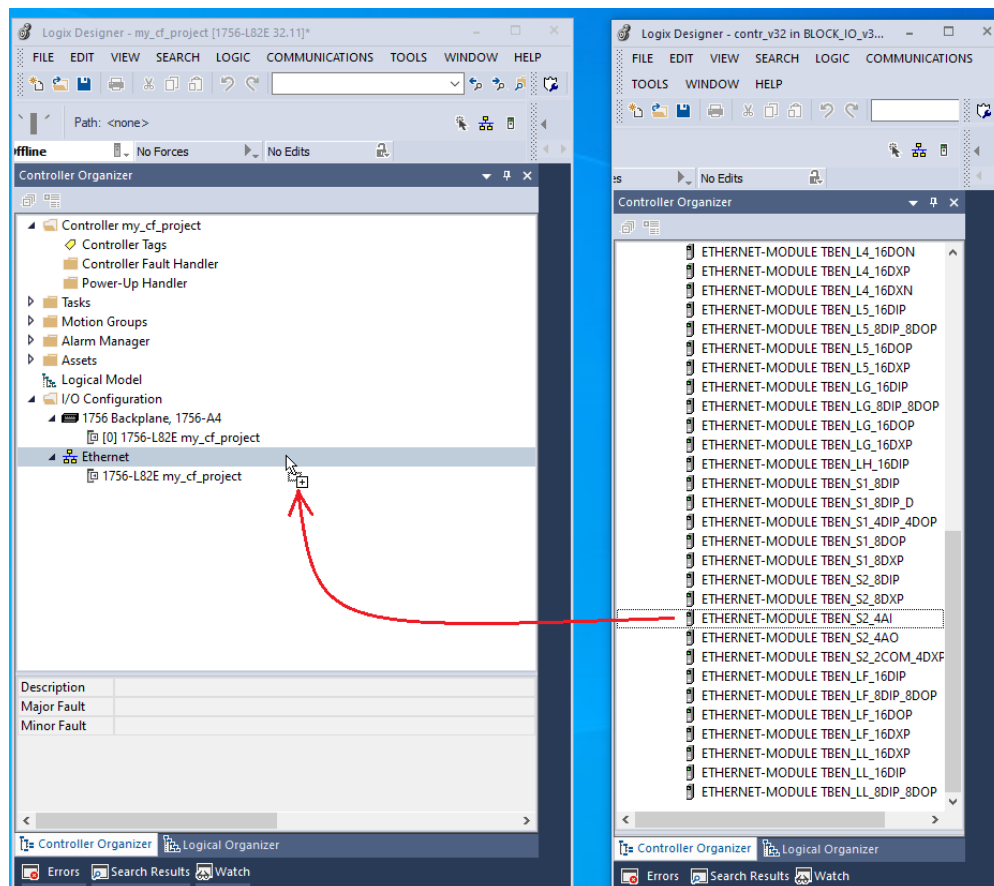 Logix Designer - my_cf_project [1756-L82E 32.11]*
FILE EDIT VIEW SEARCH LOGIC COMMUNICATIONS TOOLS WINDOW HELP
Path: <none>
Offline No Forces No Edits
Controller Organizer
Controller my_cf_project
Controller Tags
Controller Fault Handler
Power-Up Handler
Tasks
Motion Groups
Alarm Manager
Assets
Logical Model
I/O Configuration
1756 Backplane, 1756-A4
[0] 1756-L82E my_cf_project
Ethernet
1756-L82E my_cf_project
Description
Major Fault
Minor Fault
Controller Organizer Logical Organizer
Errors Search Results Watch
Logix Designer - contr_v32 in BLOCK_IO_v3...
FILE EDIT VIEW SEARCH LOGIC COMMUNICATIONS
TOOLS WINDOW HELP
es No Edits
Controller Organizer
ETHERNET-MODULE TBEN_L4_16DON
ETHERNET-MODULE TBEN_L4_16DXP
ETHERNET-MODULE TBEN_L4_16DXN
ETHERNET-MODULE TBEN_L5_16DIP
ETHERNET-MODULE TBEN_L5_8DIP_8DOP
ETHERNET-MODULE TBEN_L5_16DOP
ETHERNET-MODULE TBEN_L5_16DXP
ETHERNET-MODULE TBEN_LG_16DIP
ETHERNET-MODULE TBEN_LG_8DIP_8DOP
ETHERNET-MODULE TBEN_LG_16DOP
ETHERNET-MODULE TBEN_LG_16DXP
ETHERNET-MODULE TBEN_LH_16DIP
ETHERNET-MODULE TBEN_S1_8DIP
ETHERNET-MODULE TBEN_S1_8DIP_D
ETHERNET-MODULE TBEN_S1_4DIP_4DOP
ETHERNET-MODULE TBEN_S1_8DOP
ETHERNET-MODULE TBEN_S1_8DXP
ETHERNET-MODULE TBEN_S2_8DIP
ETHERNET-MODULE TBEN_S2_8DXP
ETHERNET-MODULE TBEN_S2_4AI
ETHERNET-MODULE TBEN_S2_4AO
ETHERNET-MODULE TBEN_S2_2COM_4DXP
ETHERNET-MODULE TBEN_LF_16DIP
ETHERNET-MODULE TBEN_LF_8DIP_8DOP
ETHERNET-MODULE TBEN_LF_16DOP
ETHERNET-MODULE TBEN_LF_16DXP
ETHERNET-MODULE TBEN_LL_16DXP
ETHERNET-MODULE TBEN_LL_16DIP
ETHERNET-MODULE TBEN_LL_8DIP_8DOP
Controller Organizer Logical Organizer
Errors Search Results Watch